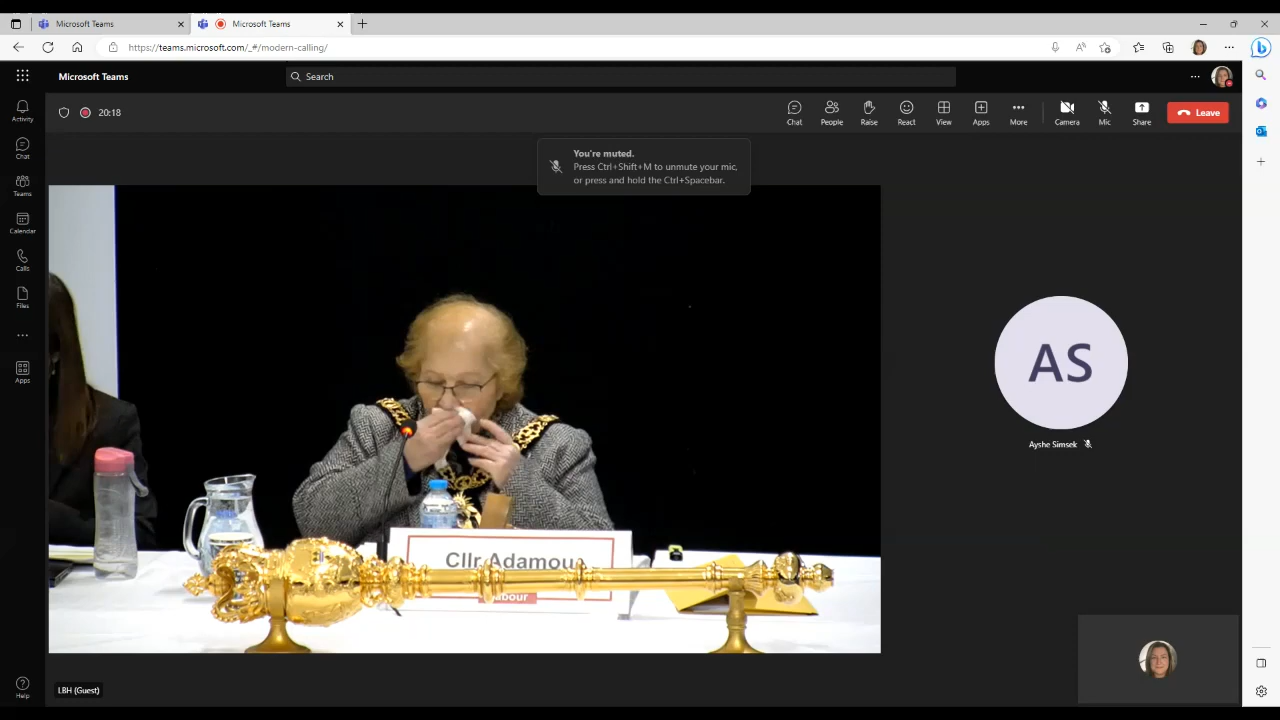 Microsoft Teams
Microsoft Teams
https://teams.microsoft.com/_#/modern-calling/
Microsoft Teams
Search
20:18
Chat
People
Raise
React
View
Apps
More
Camera
Mic
Share
Leave
You're muted.
Press Ctrl+Shift+M to unmute your mic,
or press and hold the Ctrl+Spacebar.
Activity
Chat
Teams
Calendar
Calls
Files
Apps
Help
AS
Ayshe Simsek
Cllr Adamou
Labour
LBH (Guest)